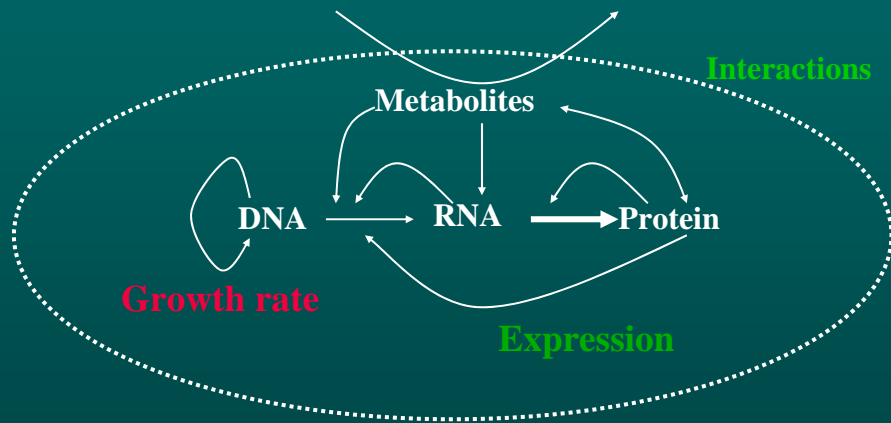 Interactions
Metabolites
DNA
RNA
Protein
Growth rate
Expression